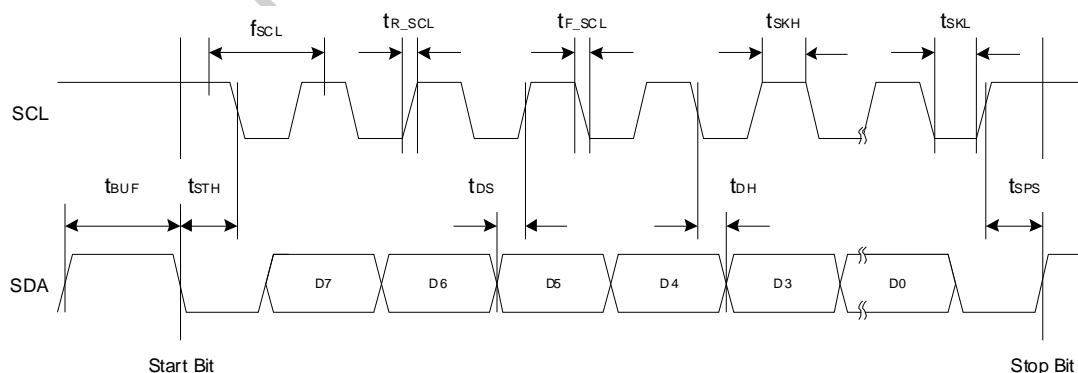 fSCL
tR_SCL
tF_SCL
tSKH
tSKL
SCL
tBUF
tSTH
tDS
tDH
tSPS
SDA
D7
D6
D5
D4
D3
D0
Start Bit
Stop Bit